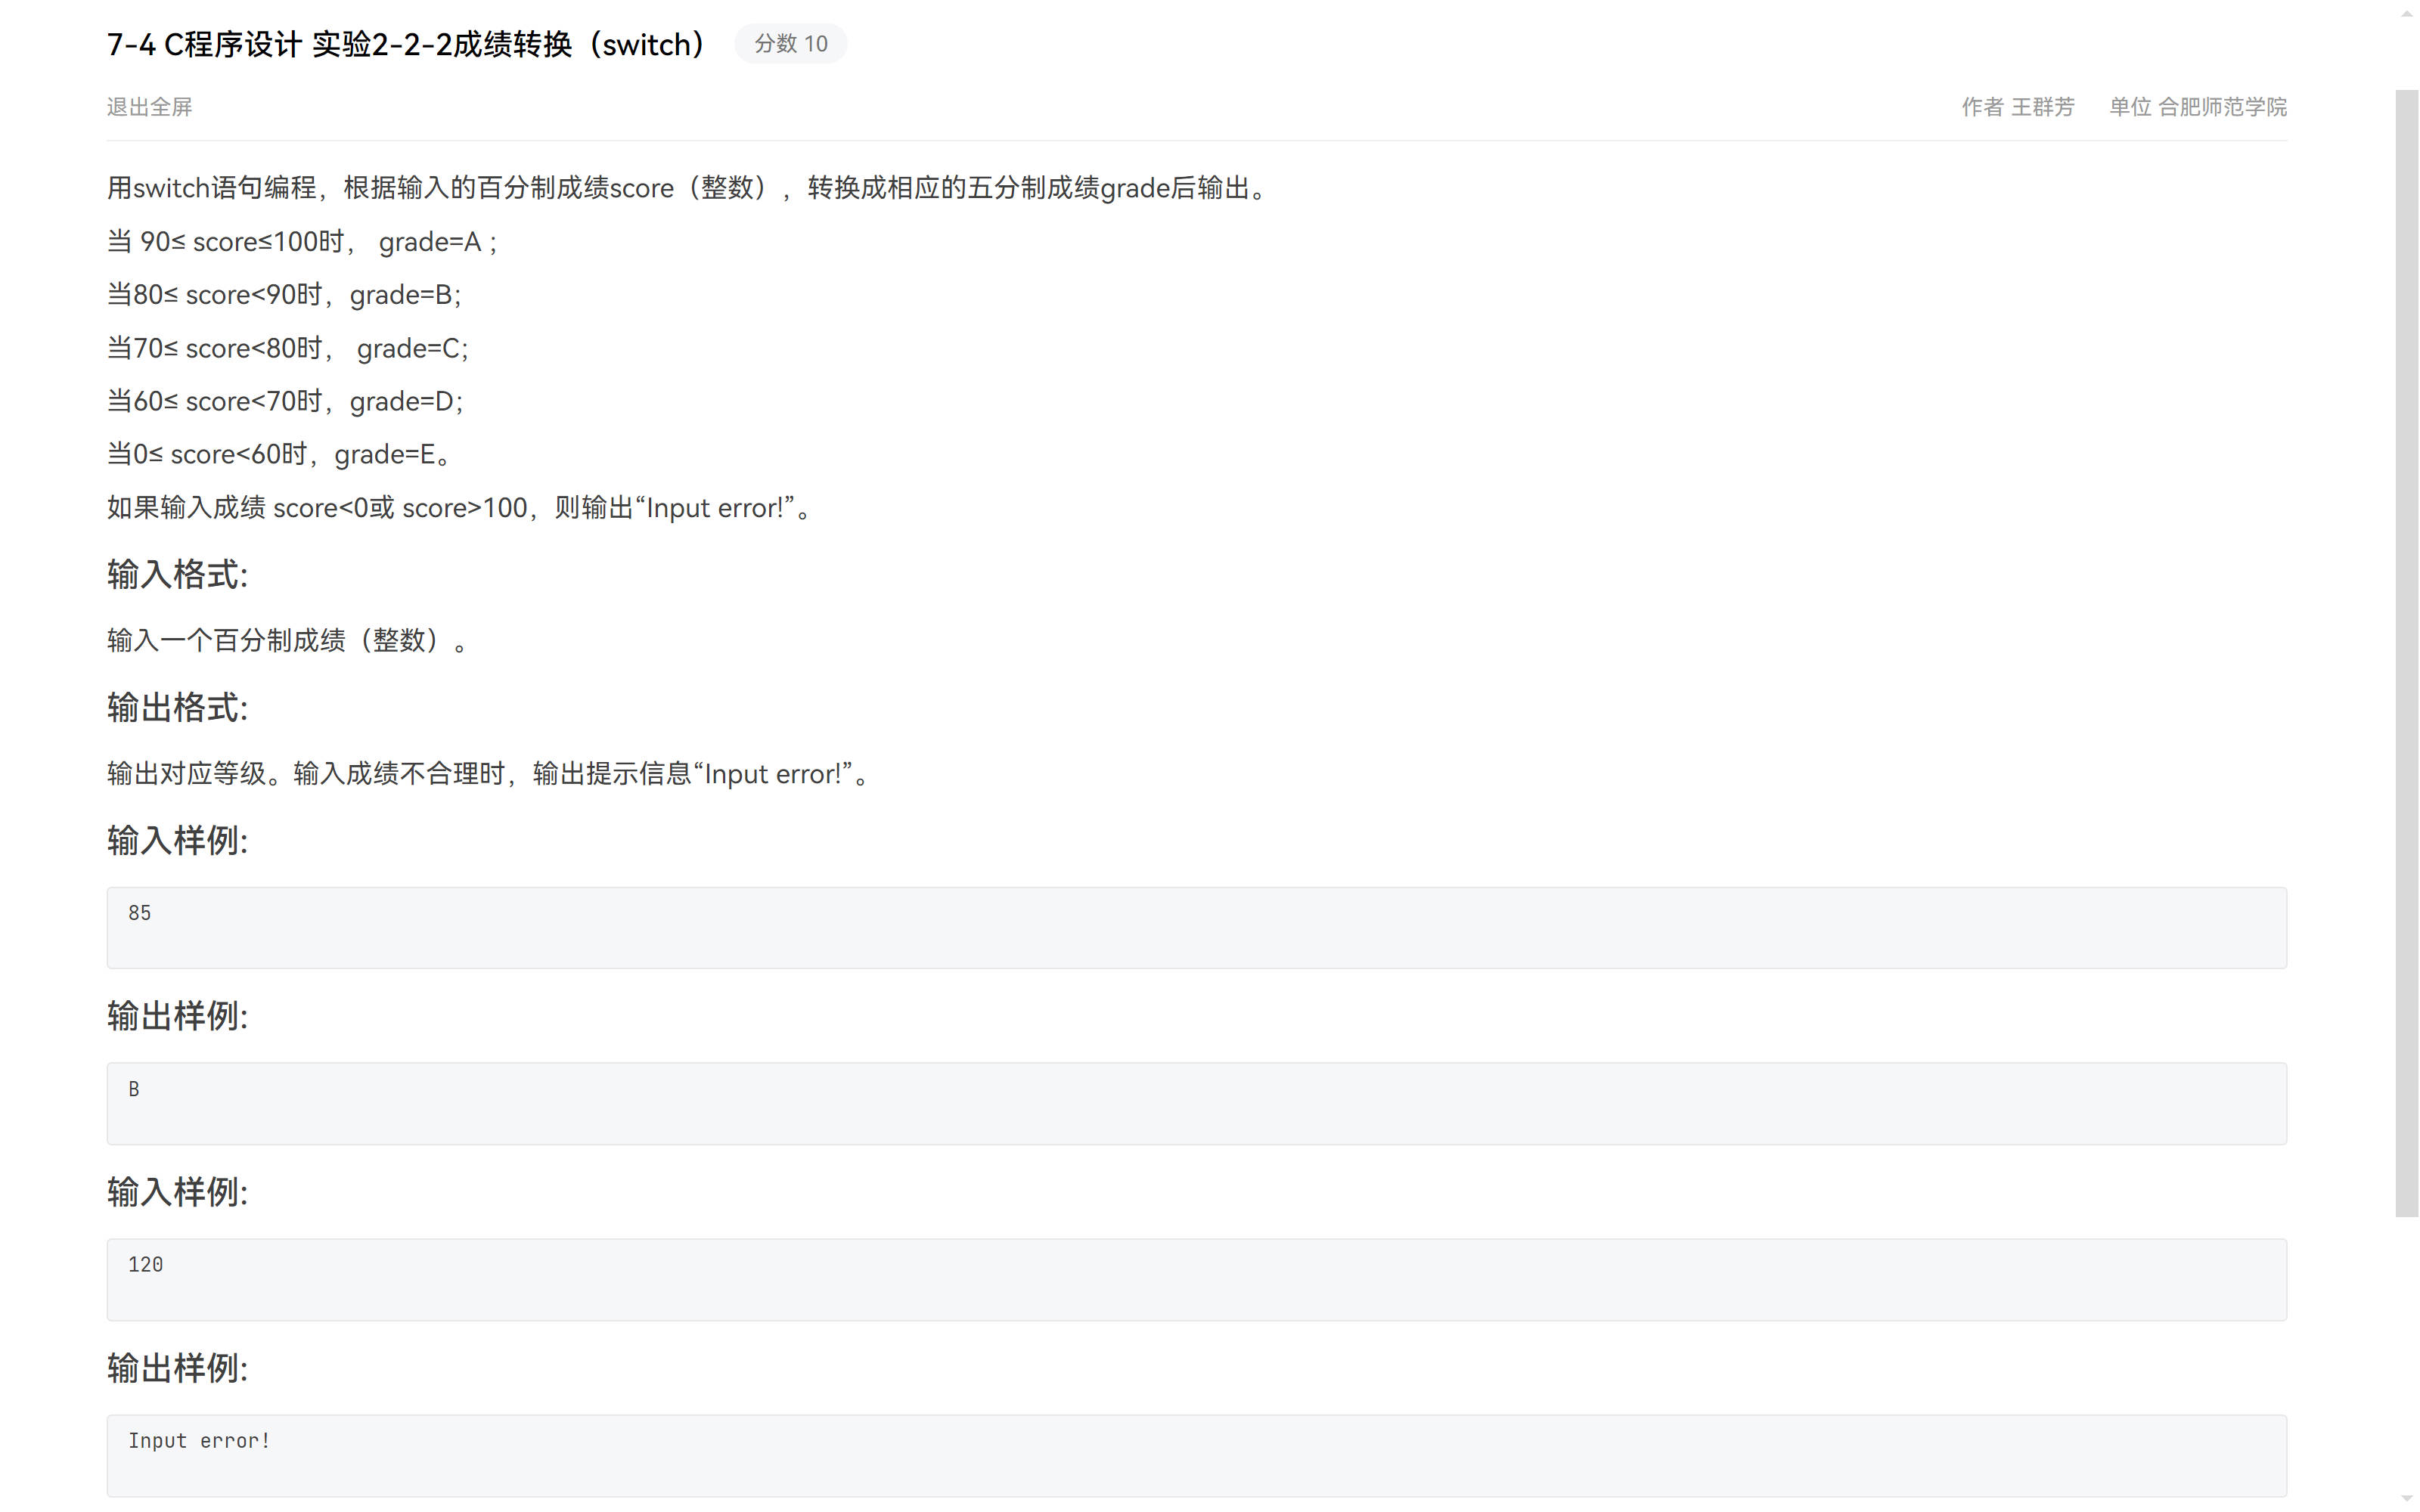 7-4 C程序设计 实验2-2-2成绩转换（switch） 分数 10
退出全屏 作者 王群芳 单位 合肥师范学院
用switch语句编程，根据输入的百分制成绩score（整数），转换成相应的五分制成绩grade后输出。
当 90≤ score≤100时， grade=A ；
当80≤ score<90时，grade=B;
当70≤ score<80时， grade=C;
当60≤ score<70时，grade=D;
当0≤ score<60时，grade=E。
如果输入成绩 score<0或 score>100，则输出“Input error!”。
输入格式:
输入一个百分制成绩（整数）。
输出格式:
输出对应等级。输入成绩不合理时，输出提示信息“Input error!”。
输入样例:
85
输出样例:
B
输入样例:
120
输出样例:
Input error!